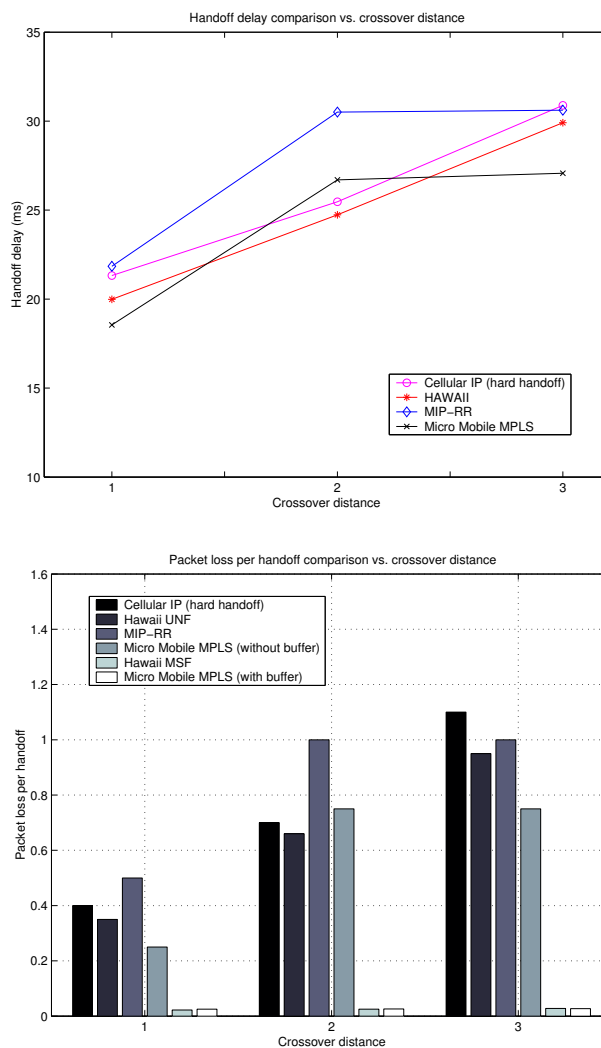 Handoff delay comparison vs. crossover distance
35
30
25
20
15
10
Handoff delay (ms)
Cellular IP (hard handoff)
HAWAII
MIP−RR
Micro Mobile MPLS
1 2 3
Crossover distance
Packet loss per handoff comparison vs. crossover distance
1.6
1.4
1.2
1
0.8
0.6
0.4
0.2
0
Packet loss per handoff
Cellular IP (hard handoff)
Hawaii UNF
MIP−RR
Micro Mobile MPLS (without buffer)
Hawaii MSF
Micro Mobile MPLS (with buffer)
1 2 3
Crossover distance